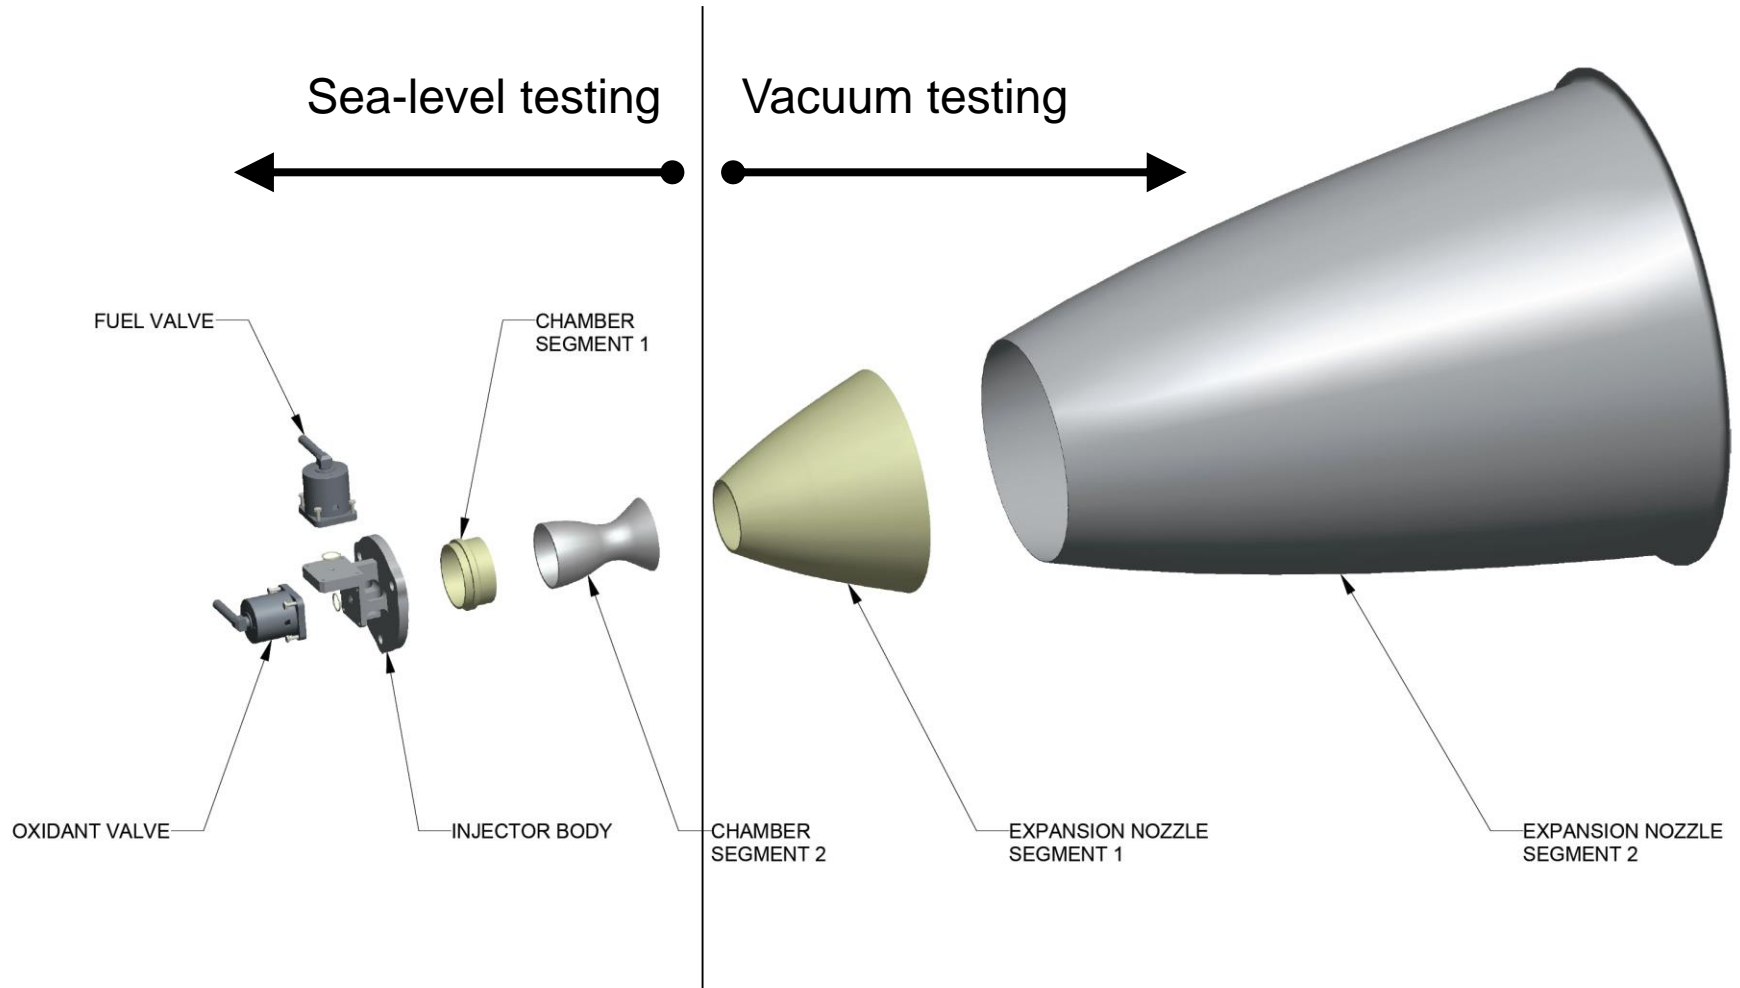 Sea-level testing
Vacuum testing
FUEL VALVE
CHAMBER
SEGMENT 1
OXIDANT VALVE
INJECTOR BODY
CHAMBER
SEGMENT 2
EXPANSION NOZZLE
SEGMENT 1
EXPANSION NOZZLE
SEGMENT 2